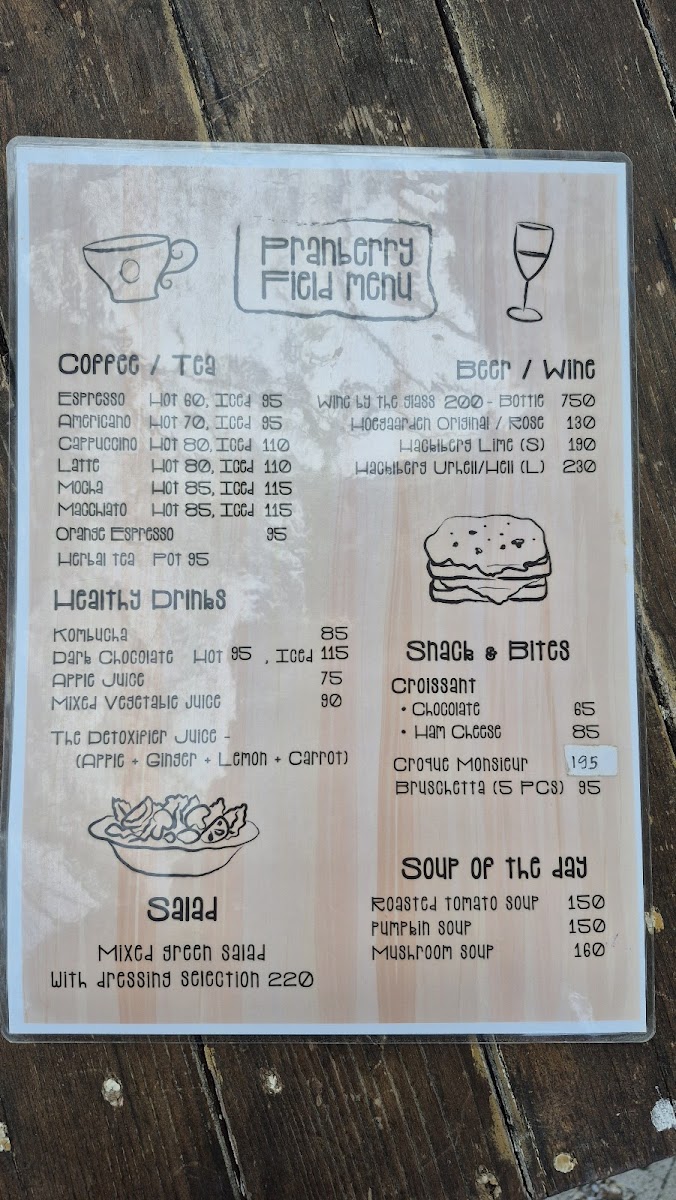 Pranberry
Field Menu
Coffee / Tea
Espresso Hot 60, Iced 95
Americano Hot 70, Iced 95
Cappuccino Hot 80, Iced 110
Latte Hot 80, Iced 110
Mocha Hot 85, Iced 115
Macchiato Hot 85, Iced 115
Orange Espresso 95
Herbal tea Pot 95
Healthy Drinks
Kombucha 85
Dark Chocolate Hot 95 , Iced 115
Apple Juice 75
Mixed Vegetable Juice 90
The Detoxifier Juice -
(Apple + Ginger + Lemon + Carrot)
Salad
Mixed green salad
With dressing selection 220
Beer / Wine
Wine by the glass 200 - Bottle 750
Hoegaarden Original / Rose 130
Hachlberg Lime (S) 190
Hachlberg Urhell/Hell (L) 230
Snack & Bites
Croissant
• Chocolate 65
• Ham Cheese 85
Croque Monsieur 195
Bruschetta (5 PCS) 95
Soup of the day
Roasted tomato soup 150
Pumpkin soup 150
Mushroom soup 160